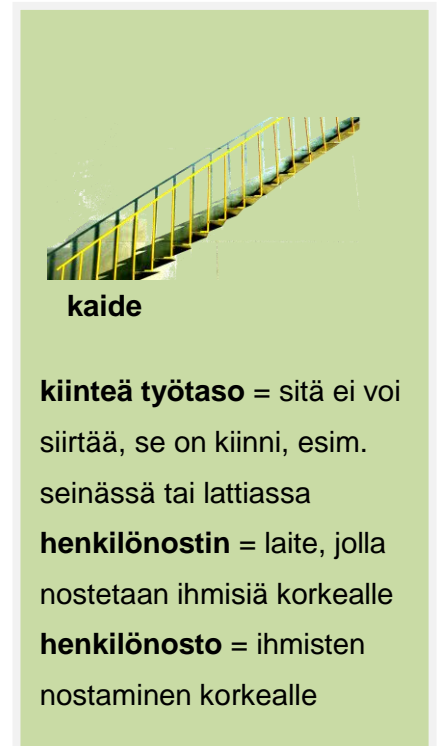 kaide
kiinteä työtaso = sitä ei voi
siirtää, se on kiinni, esim.
seinässä tai lattiassa
henkilönostin = laite, jolla
nostetaan ihmisiä korkealle
henkilönosto = ihmisten
nostaminen korkealle